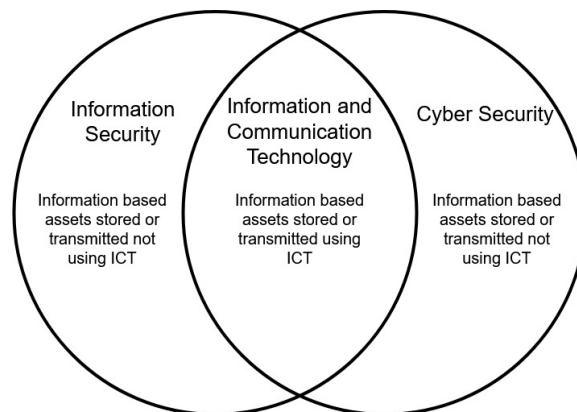 Information
Security
Information based
assets stored or
transmitted not
using ICT
Information and
Communication
Technology
Information based
assets stored or
transmitted using
ICT
Cyber Security
Information based
assets stored or
transmitted not
using ICT